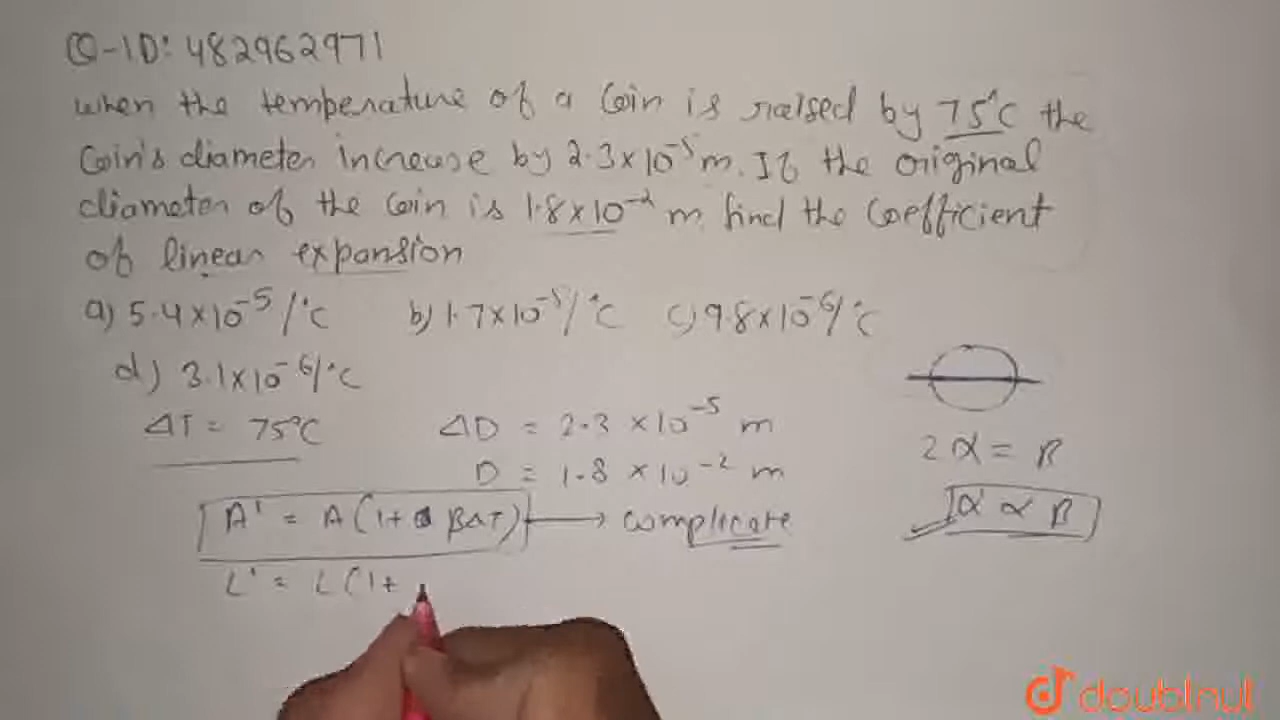 Q-ID: 482962971
when the temperature of a coin is raised by 75°C the
coin's diameter increase by 2.3×10⁻⁵m. If the original
diameter of the coin is 1.8×10⁻² m find the coefficient
of linear expansion
a) 5.4×10⁻⁵/°C b) 1.7×10⁻⁵/°C c) 9.8×10⁻⁶/°C
d) 3.1×10⁻⁶/°C
ΔT = 75°C ΔD = 2.3 ×10⁻⁵ m
D = 1.8 ×10⁻² m
2α = β
A' = A(1+ βΔT) → complicate
α ∝ β
L' = L(1+
doubtnut